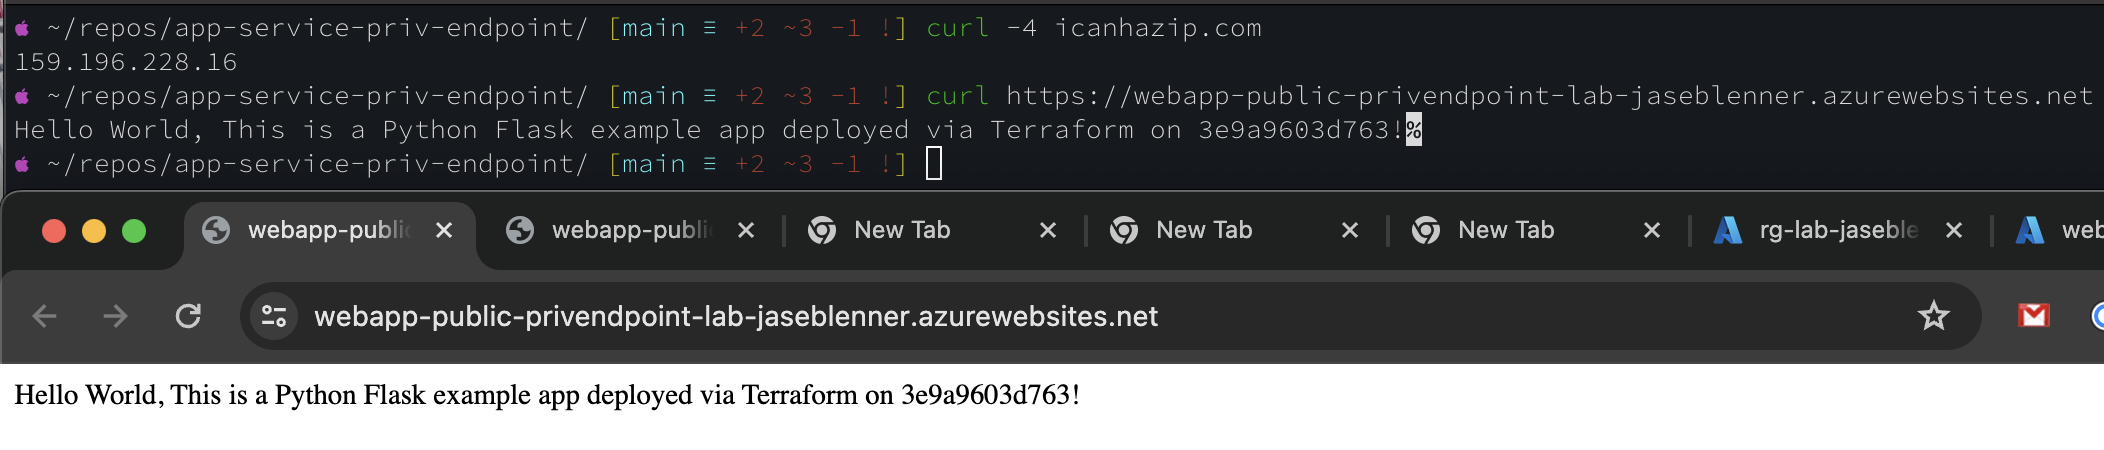 ~/repos/app-service-priv-endpoint/ [main ≡ +2 ~3 -1 !] curl -4 icanhazip.com
159.196.228.16
~/repos/app-service-priv-endpoint/ [main ≡ +2 ~3 -1 !] curl https://webapp-public-privendpoint-lab-jaseblenner.azurewebsites.net
Hello World, This is a Python Flask example app deployed via Terraform on 3e9a9603d763!%
~/repos/app-service-priv-endpoint/ [main ≡ +2 ~3 -1 !]
webapp-public webapp-public New Tab New Tab New Tab rg-lab-jaseble web
webapp-public-privendpoint-lab-jaseblenner.azurewebsites.net
Hello World, This is a Python Flask example app deployed via Terraform on 3e9a9603d763!